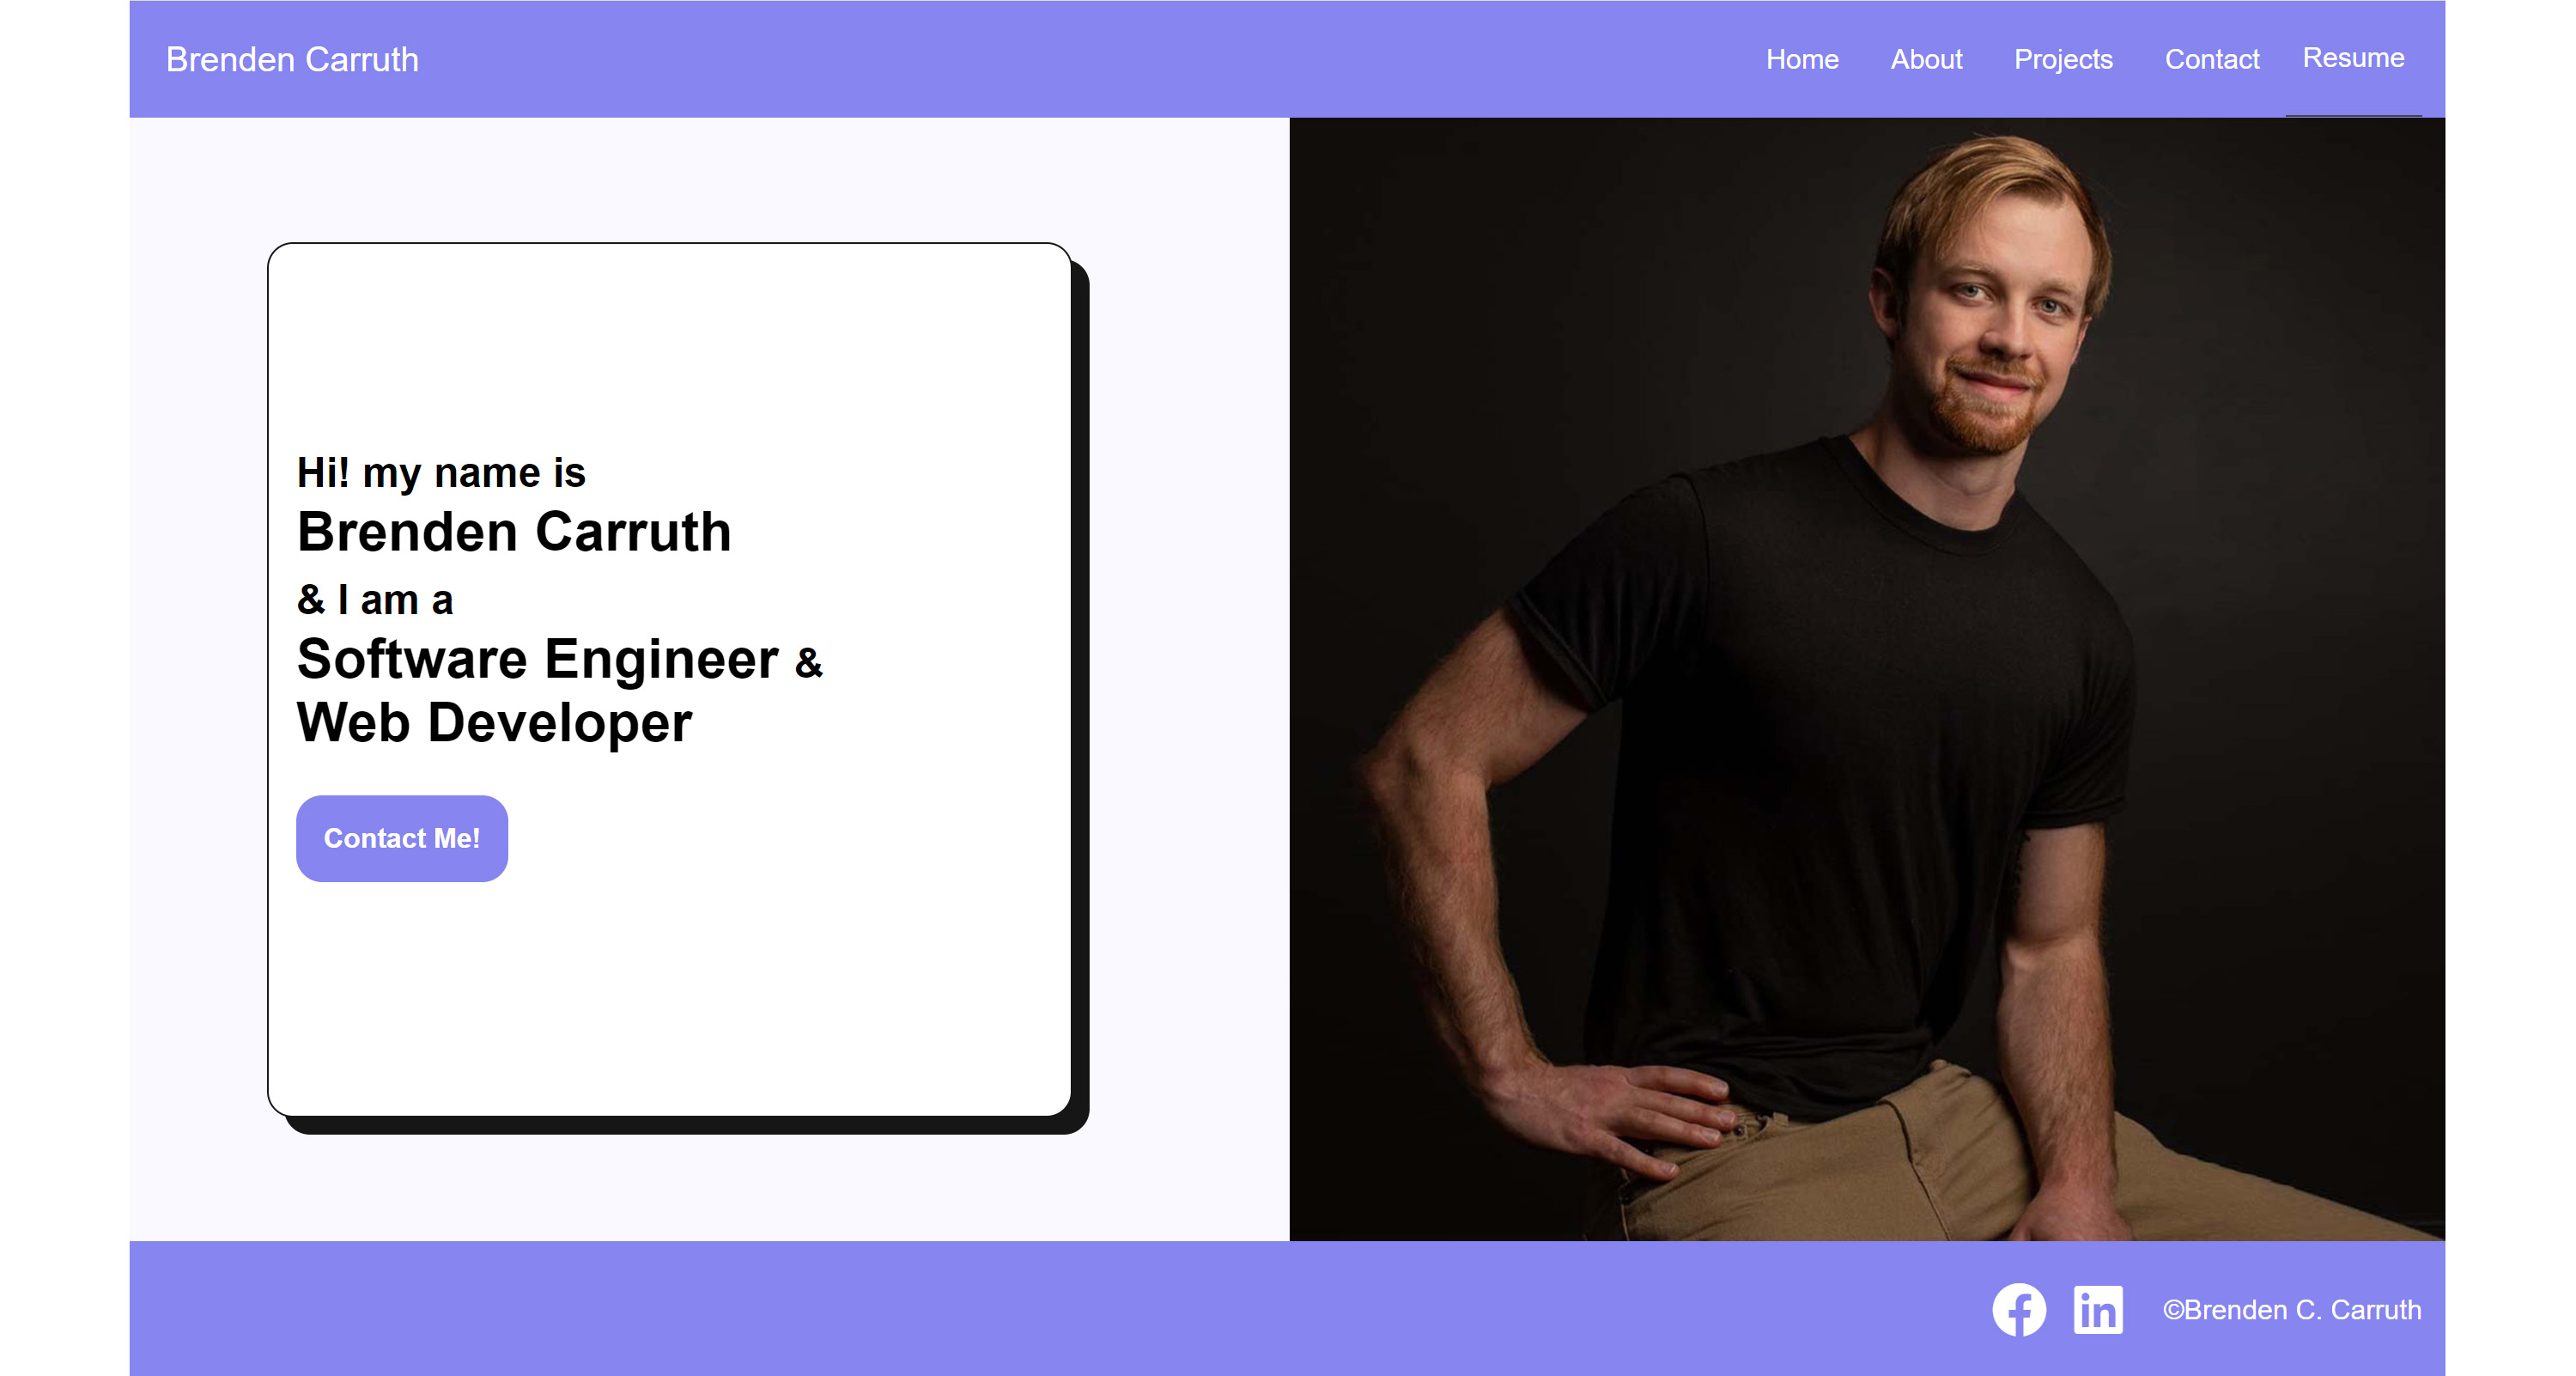 Brenden Carruth
Home About Projects Contact Resume
Hi! my name is
Brenden Carruth
& I am a
Software Engineer &
Web Developer
Contact Me!
©Brenden C. Carruth